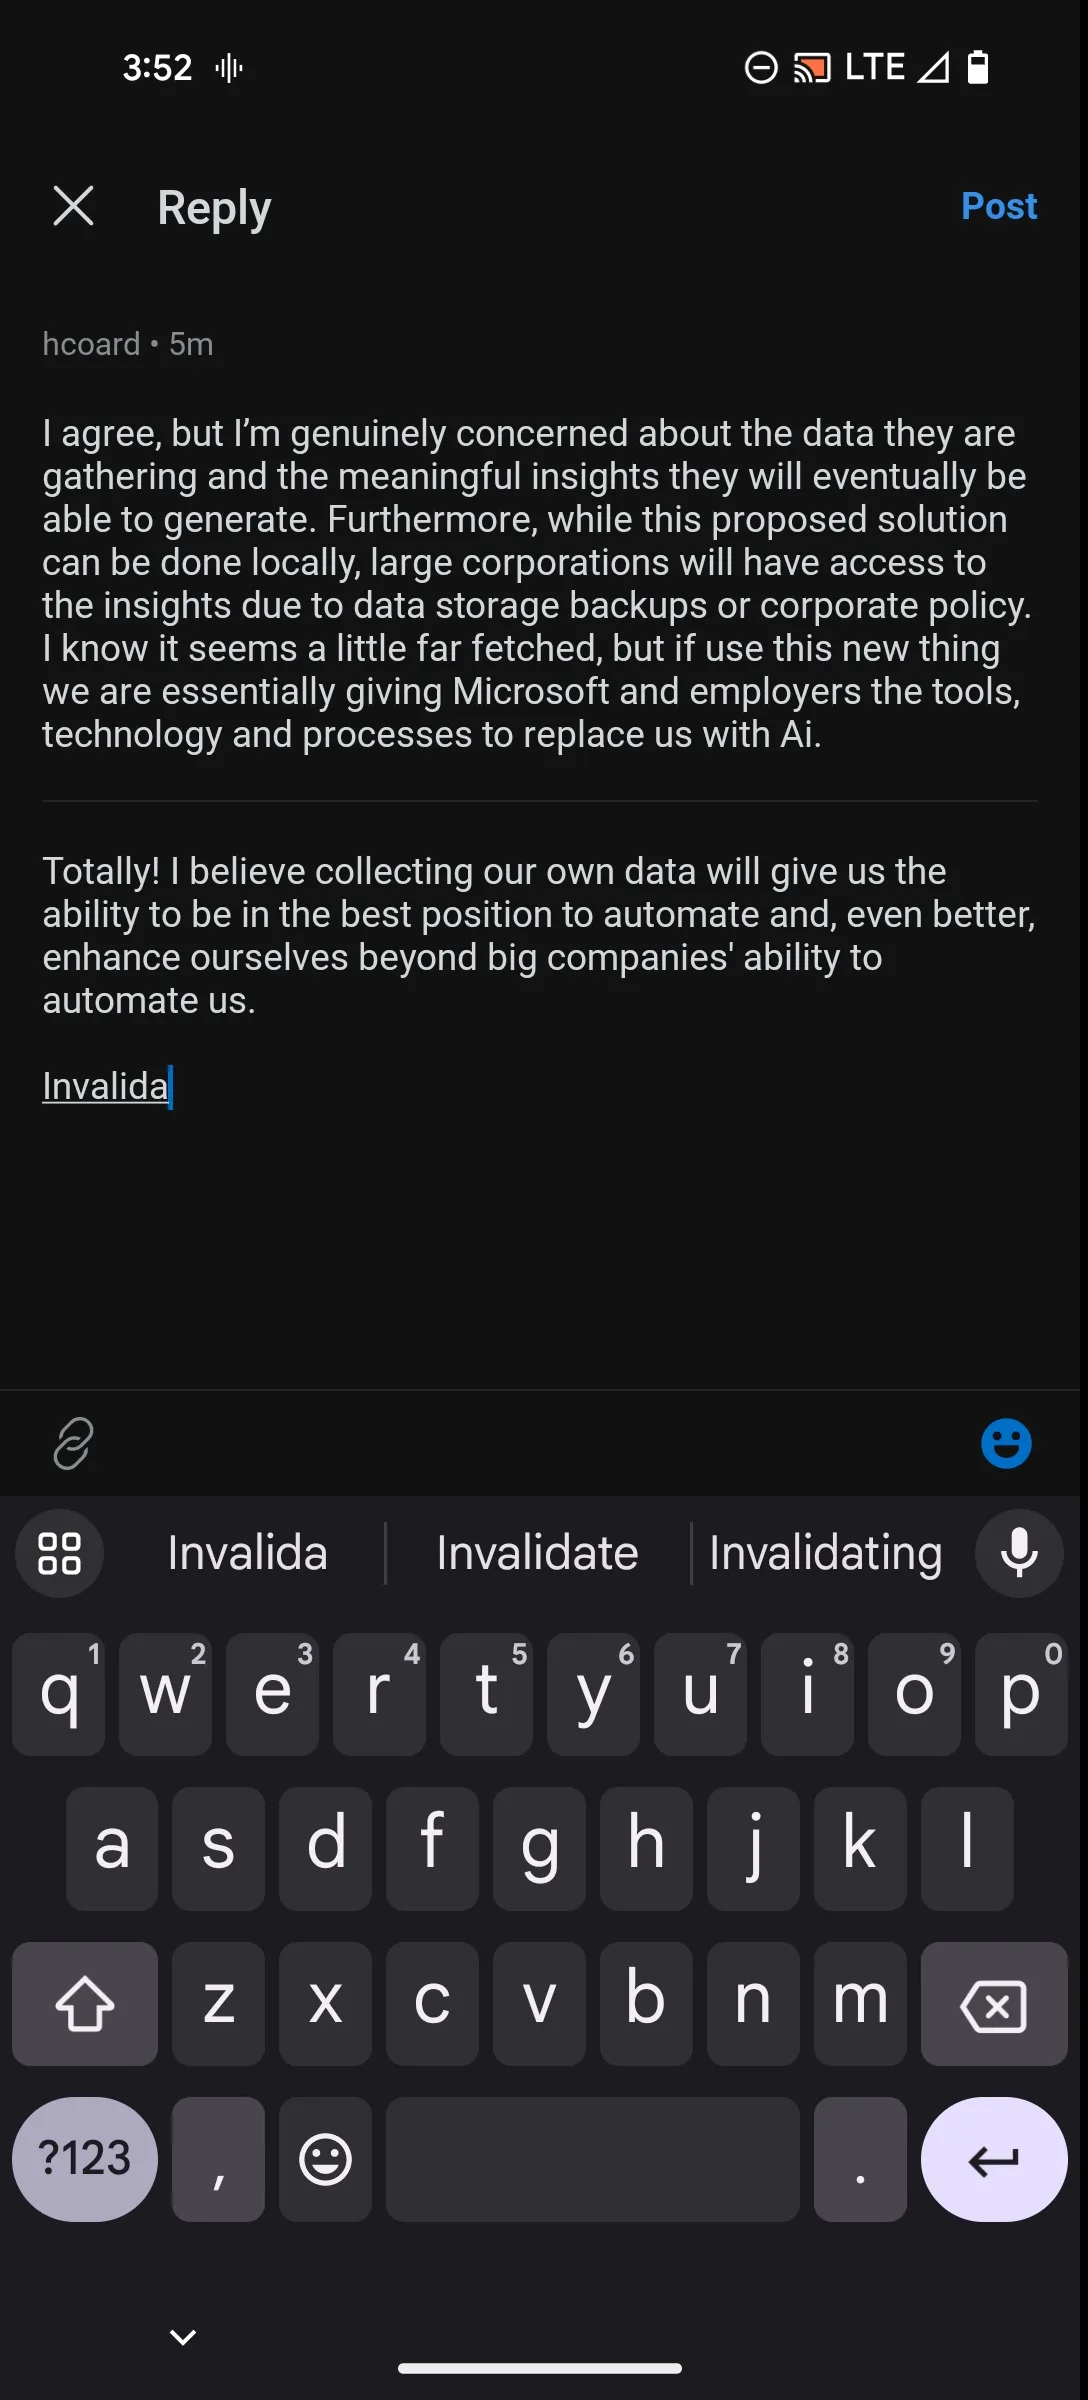 3:52 LTE
Reply Post
hcoard • 5m
I agree, but I’m genuinely concerned about the data they are
gathering and the meaningful insights they will eventually be
able to generate. Furthermore, while this proposed solution
can be done locally, large corporations will have access to
the insights due to data storage backups or corporate policy.
I know it seems a little far fetched, but if use this new thing
we are essentially giving Microsoft and employers the tools,
technology and processes to replace us with Ai.
Totally! I believe collecting our own data will give us the
ability to be in the best position to automate and, even better,
enhance ourselves beyond big companies' ability to
automate us.
Invalida
Invalida Invalidate Invalidating
q1 w2 e3 r4 t5 y6 u7 i8 o9 p0
a s d f g h j k l
z x c v b n m
?123 , .